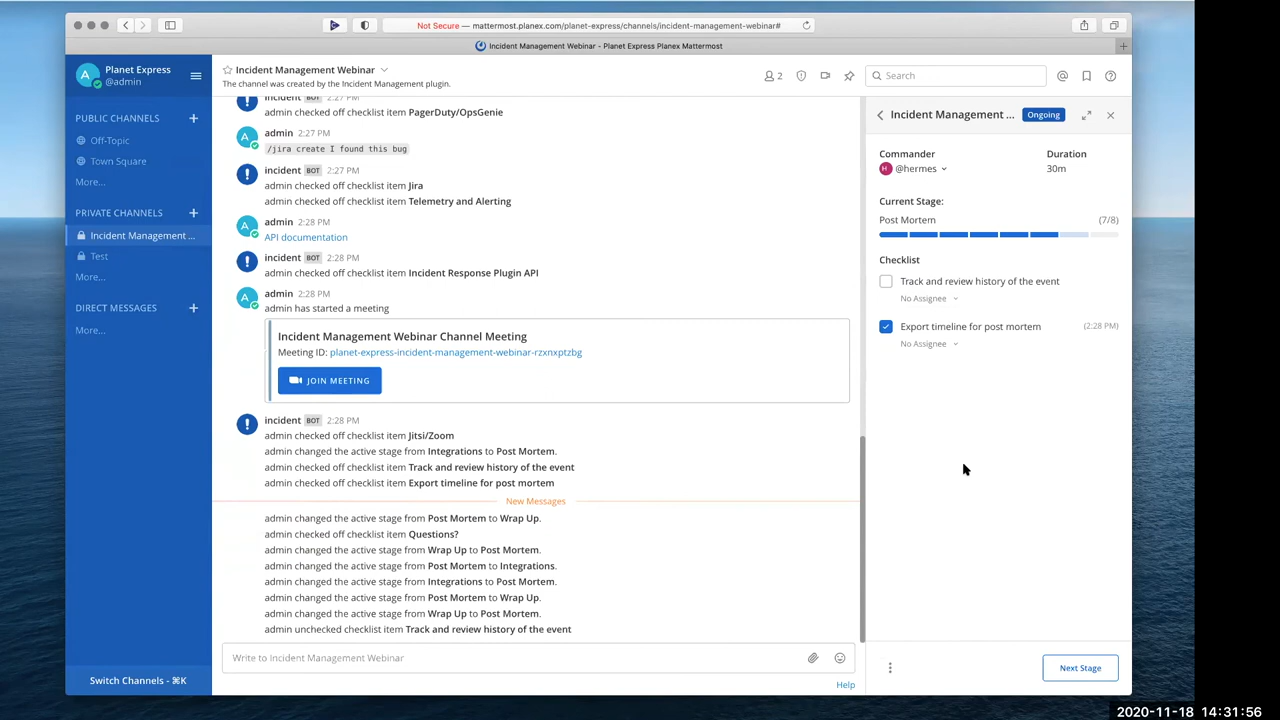 Not Secure — mattermost.planex.com/planet-express/channels/incident-management-webinar#
Incident Management Webinar - Planet Express Planex Mattermost
Planet Express
@admin
PUBLIC CHANNELS
Off-Topic
Town Square
More...
PRIVATE CHANNELS
Incident Management ...
Test
More...
DIRECT MESSAGES
More...
Switch Channels - ⌘K
Incident Management Webinar
The channel was created by the Incident Management plugin.
2
Search
incident BOT 2:27 PM
admin checked off checklist item PagerDuty/OpsGenie
admin 2:27 PM
/jira create I found this bug
incident BOT 2:27 PM
admin checked off checklist item Jira
admin checked off checklist item Telemetry and Alerting
admin 2:28 PM
API documentation
incident BOT 2:28 PM
admin checked off checklist item Incident Response Plugin API
admin 2:28 PM
admin has started a meeting
Incident Management Webinar Channel Meeting
Meeting ID: planet-express-incident-management-webinar-rzxnxptzbg
JOIN MEETING
incident BOT 2:28 PM
admin checked off checklist item Jitsi/Zoom
admin changed the active stage from Integrations to Post Mortem.
admin checked off checklist item Track and review history of the event
admin checked off checklist item Export timeline for post mortem
New Messages
admin changed the active stage from Post Mortem to Wrap Up.
admin checked off checklist item Questions?
admin changed the active stage from Wrap Up to Post Mortem.
admin changed the active stage from Post Mortem to Integrations.
admin changed the active stage from Integrations to Post Mortem.
admin changed the active stage from Post Mortem to Wrap Up.
admin changed the active stage from Wrap Up to Post Mortem.
admin unchecked checklist item Track and review history of the event
Write to Incident Management Webinar
Help
Incident Management ... Ongoing
Commander Duration
H @hermes 30m
Current Stage:
Post Mortem (7/8)
Checklist
Track and review history of the event
No Assignee
Export timeline for post mortem (2:28 PM)
No Assignee
Next Stage
2020-11-18 14:31:56